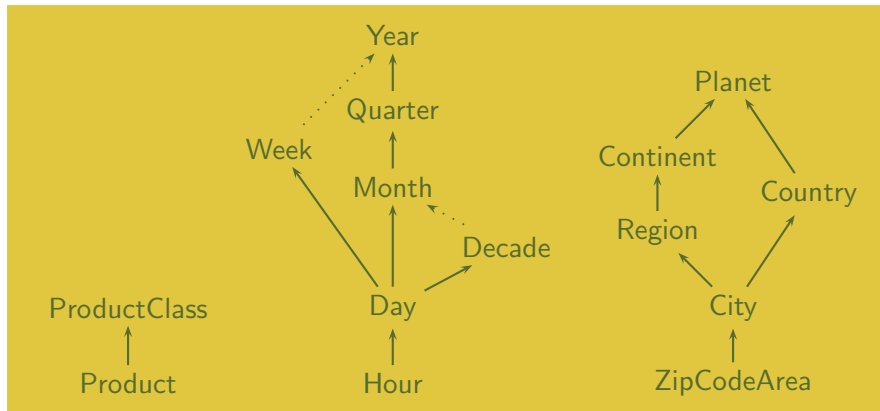 Year
Quarter
Week
Month
Decade
Day
Hour
ProductClass
Product
Planet
Continent
Country
Region
City
ZipCodeArea